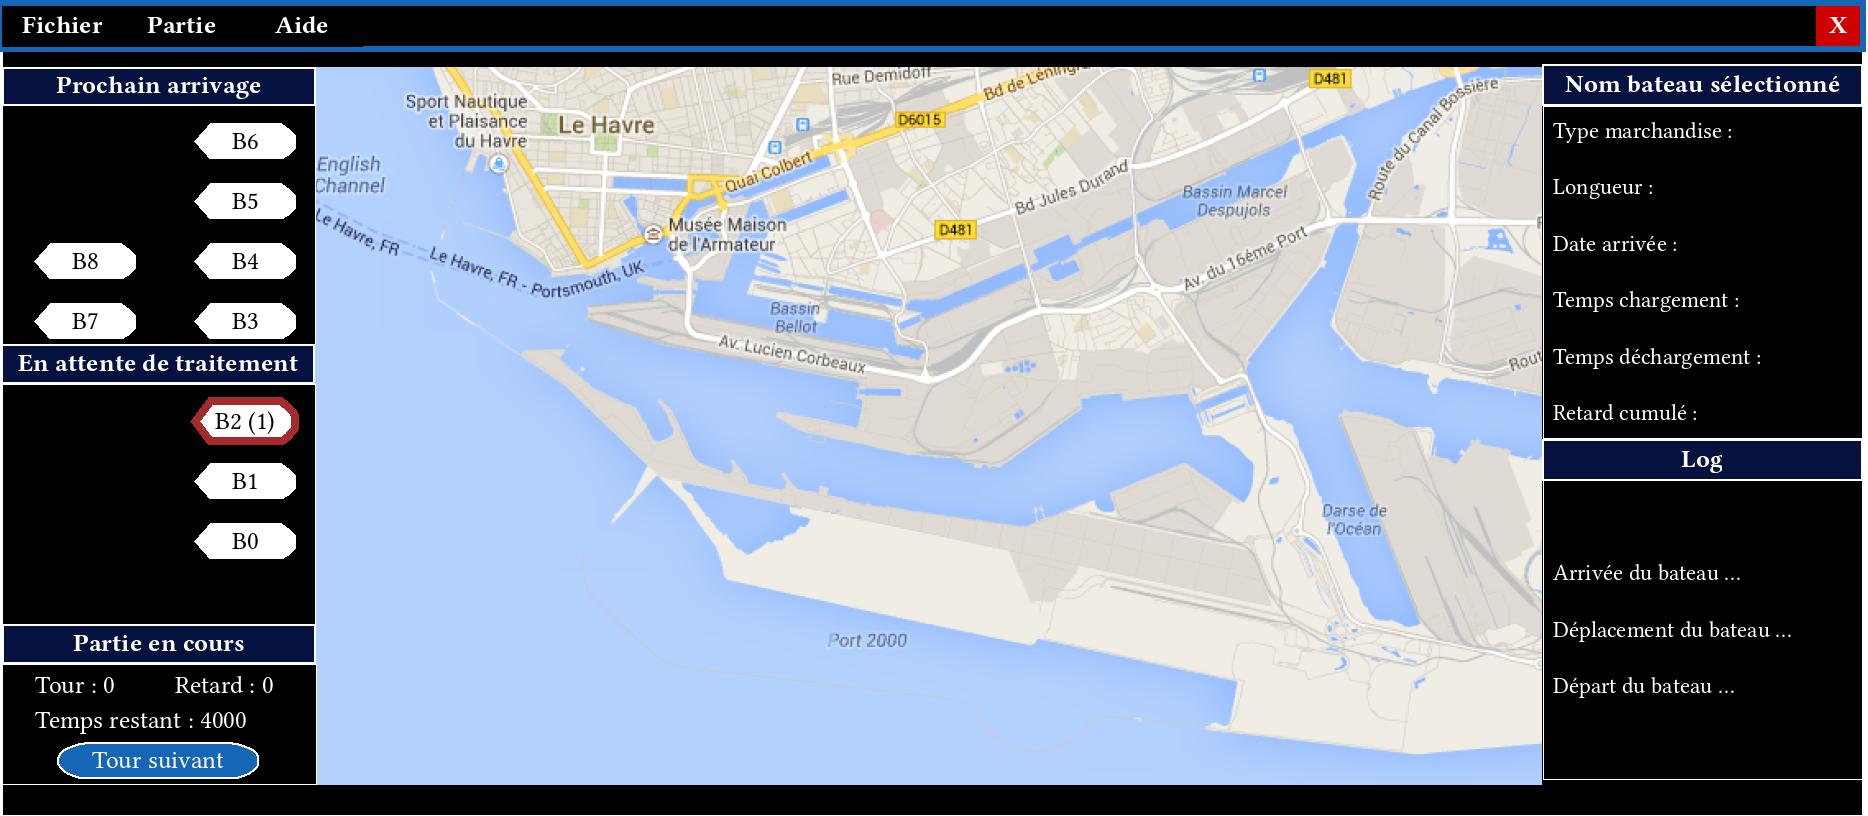 Fichier Partie Aide X
Prochain arrivage
B6
B5
B8 B4
B7 B3
En attente de traitement
B2 (1)
B1
B0
Partie en cours
Tour : 0 Retard : 0
Temps restant : 4000
Tour suivant
Rue Demidoff
Bd de Léningr
D481
Sport Nautique
et Plaisance
du Havre
Le Havre
D6015
Route du Canal Bossière
English
Channel
Quai Colbert
Bd Jules Durand
Bassin Marcel
Despujols
Le Havre, FR
Musée Maison
de l'Armateur
D481
Le Havre, FR - Portsmouth, UK
Av. du 16ème Port
Bassin
Bellot
Av. Lucien Corbeaux
Rout
Darse de
l'Océan
Port 2000
Nom bateau sélectionné
Type marchandise :
Longueur :
Date arrivée :
Temps chargement :
Temps déchargement :
Retard cumulé :
Log
Arrivée du bateau ...
Déplacement du bateau ...
Départ du bateau ...